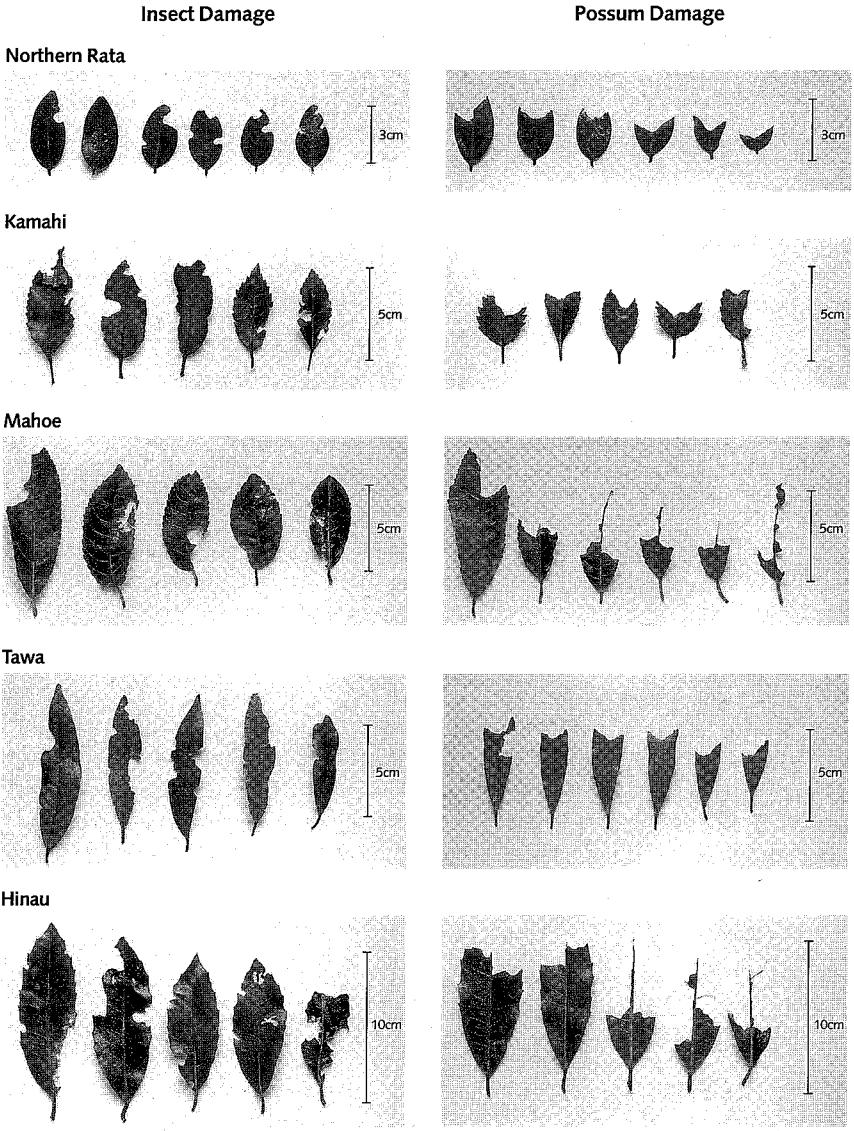 Insect Damage
Possum Damage
Northern Rata
3cm
3cm
Kamahi
5cm
5cm
Mahoe
5cm
5cm
Tawa
5cm
5cm
Hinau
10cm
10cm